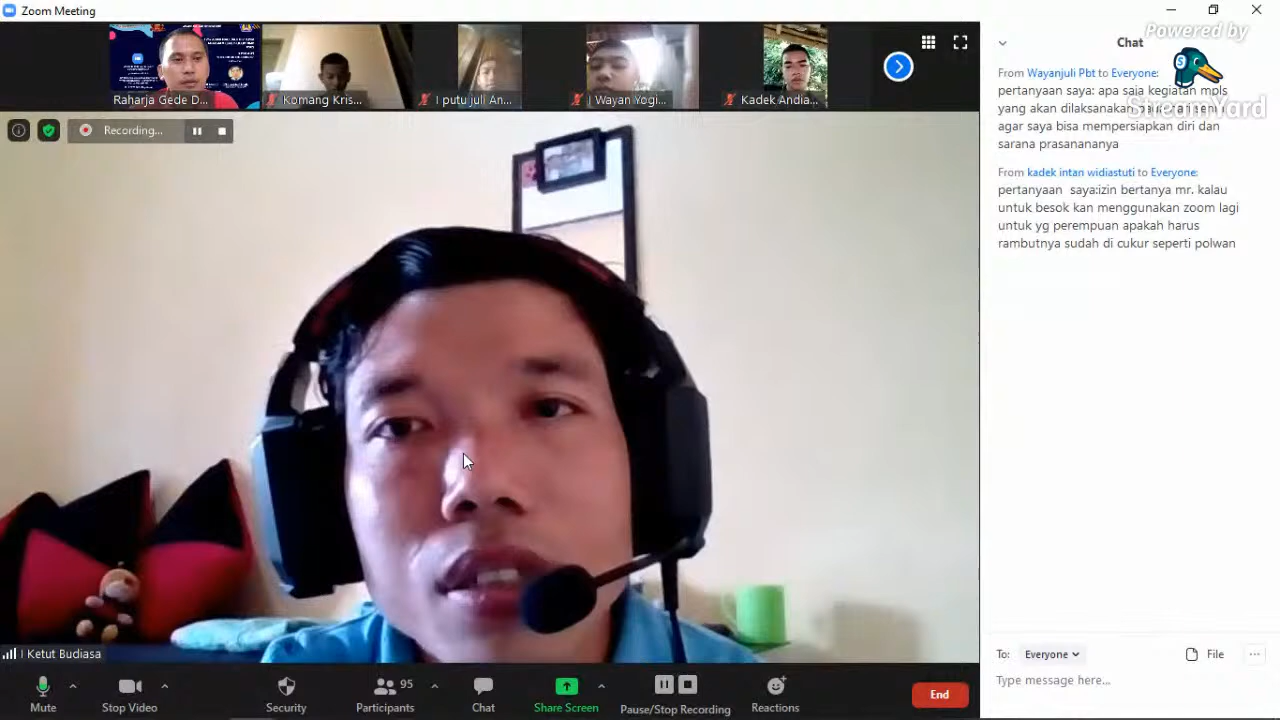 Zoom Meeting
Powered by
StreamYard
Raharja Gede D...
Komang Kris...
I putu juli An...
I Wayan Yogi...
Kadek Andia...
Recording...
Chat
From Wayanjuli Pbt to Everyone:
pertanyaan saya: apa saja kegiatan mpls
yang akan dilaksanakan
agar saya bisa mempersiapkan diri dan
sarana prasanananya
From kadek intan widiastuti to Everyone:
pertanyaan saya:izin bertanya mr. kalau
untuk besok kan menggunakan zoom lagi
untuk yg perempuan apakah harus
rambutnya sudah di cukur seperti polwan
I Ketut Budiasa
To: Everyone
File
Type message here...
Mute
Stop Video
Security
95
Participants
Chat
Share Screen
Pause/Stop Recording
Reactions
End